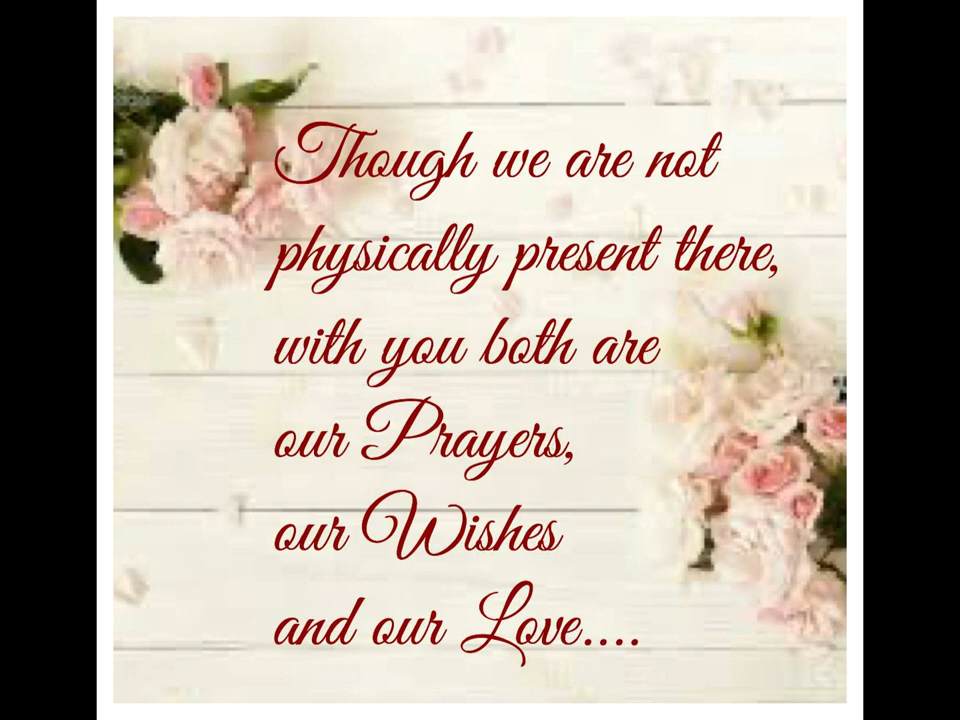 Though we are not
physically present there,
with you both are
our Prayers,
our Wishes
and our Love....